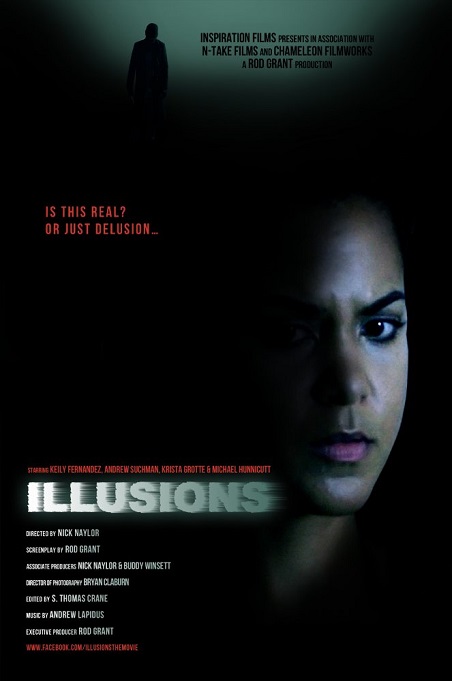 INSPIRATION FILMS PRESENTS IN ASSOCIATION WITH
N-TAKE FILMS AND CHAMELEON FILMWORKS
A ROD GRANT PRODUCTION
IS THIS REAL?
OR JUST DELUSION...
STARRING KEILY FERNANDEZ, ANDREW SUCHMAN, KRISTA GROTTE & MICHAEL HUNNICUTT
ILLUSIONS
DIRECTED BY NICK NAYLOR
SCREENPLAY BY ROD GRANT
ASSOCIATE PRODUCERS NICK NAYLOR & BUDDY WINSETT
DIRECTOR OF PHOTOGRAPHY BRYAN CLABURN
EDITED BY S. THOMAS CRANE
MUSIC BY ANDREW LAPIDUS
EXECUTIVE PRODUCER ROD GRANT
WWW.FACEBOOK.COM/ILLUSIONSTHEMOVIE